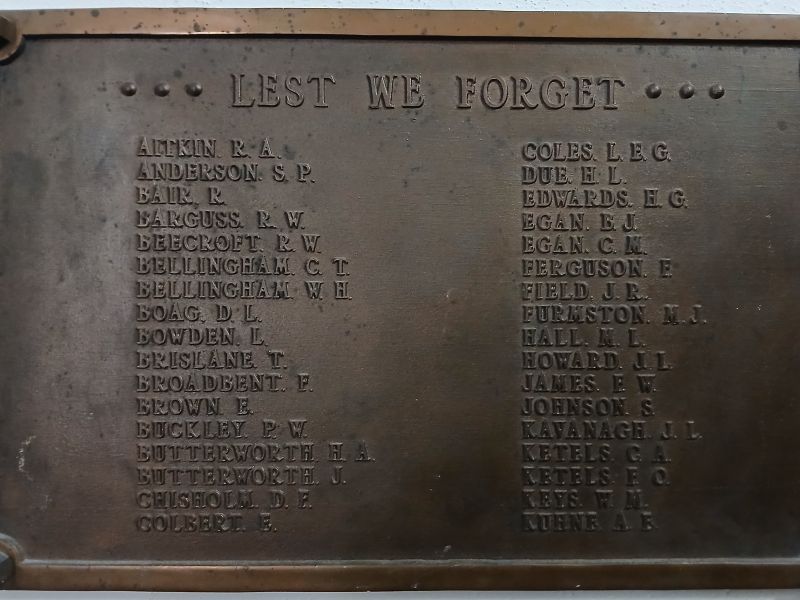 ••• LEST WE FORGET •••
AITKIN. R. A.
ANDERSON. S. P.
BAIR. R.
BARGUSS. R. W.
BEECROFT. R. W.
BELLINGHAM. C. T.
BELLINGHAM. W. H.
BOAG. D. L.
BOWDEN. L.
BRISLANE. T.
BROADBENT. F.
BROWN. E.
BUCKLEY. P. W.
BUTTERWORTH. H. A.
BUTTERWORTH. J.
CHISHOLM. D. F.
COLBERT. E.
COLES. L. E. G.
DUE. H. L.
EDWARDS. H. G.
EGAN. B. J.
EGAN. C. M.
FERGUSON. F.
FIELD. J. R.
FURMSTON. M. J.
HALL. M. L.
HOWARD. J. L.
JAMES. F. W.
JOHNSON. S.
KAVANAGH. J. L.
KETELS. C. A.
KETELS. F. O.
KEYS. W. M.
KUHNE. A. E.